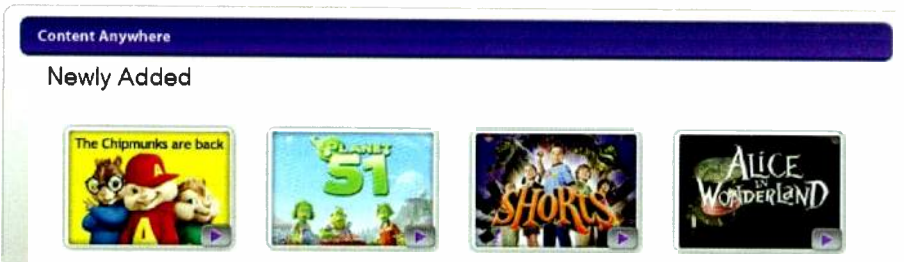 Content Anywhere
Newly Added
The Chipmunks are back
A
PLANET
51
SHORTS
ALICE
IN
WONDERLAND